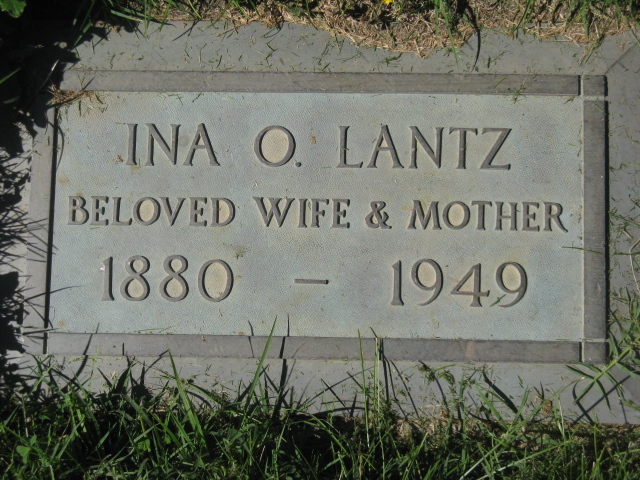 INA O. LANTZ
BELOVED WIFE & MOTHER
1880 – 1949